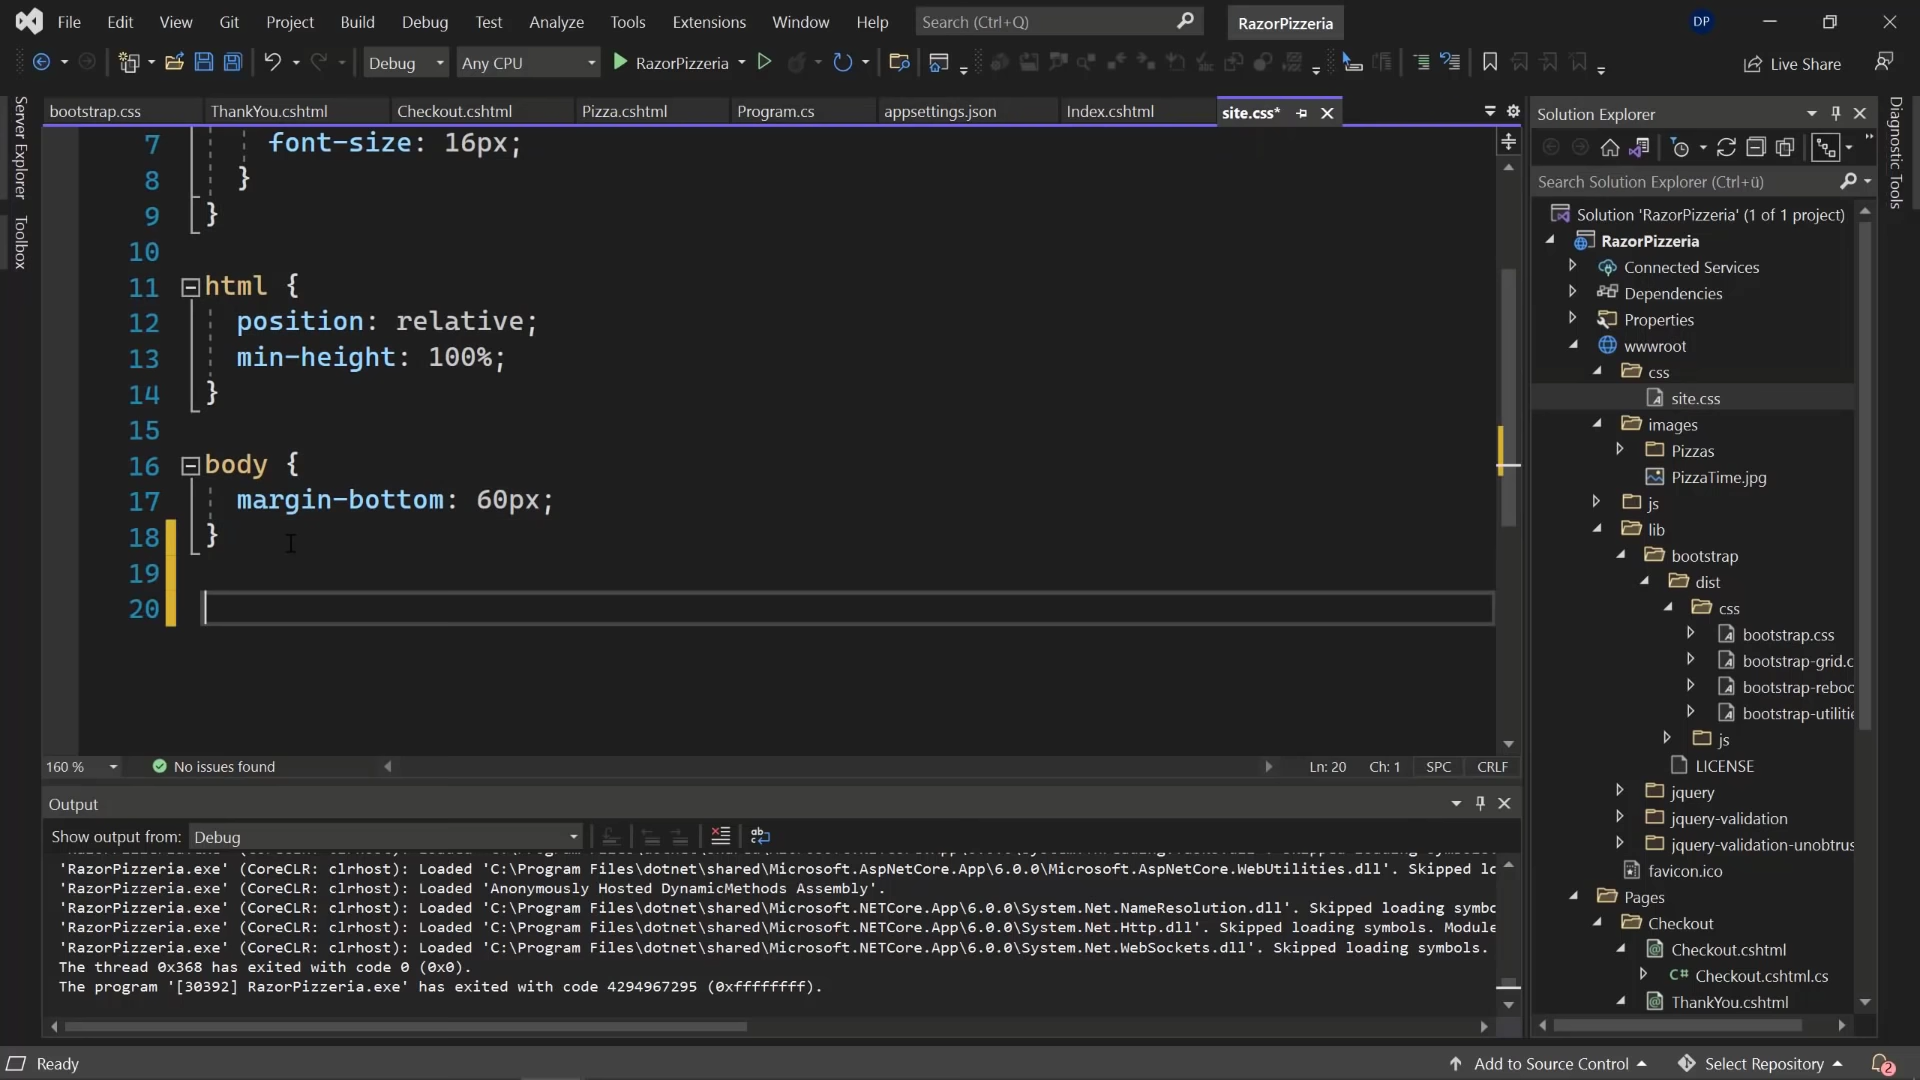 File Edit View Git Project Build Debug Test Analyze Tools Extensions Window Help Search (Ctrl+Q) RazorPizzeria DP
Debug Any CPU RazorPizzeria Live Share
bootstrap.css ThankYou.cshtml Checkout.cshtml Pizza.cshtml Program.cs appsettings.json Index.cshtml site.css*
Server Explorer
Toolbox
7 font-size: 16px;
8 }
9 }
10
11 html {
12 position: relative;
13 min-height: 100%;
14 }
15
16 body {
17 margin-bottom: 60px;
18 }
19
20
160 % No issues found Ln: 20 Ch: 1 SPC CRLF
Output
Show output from: Debug
'RazorPizzeria.exe' (CoreCLR: clrhost): Loaded 'C:\Program Files\dotnet\shared\Microsoft.AspNetCore.App\6.0.0\Microsoft.AspNetCore.WebUtilities.dll'. Skipped lo
'RazorPizzeria.exe' (CoreCLR: clrhost): Loaded 'Anonymously Hosted DynamicMethods Assembly'.
'RazorPizzeria.exe' (CoreCLR: clrhost): Loaded 'C:\Program Files\dotnet\shared\Microsoft.NETCore.App\6.0.0\System.Net.NameResolution.dll'. Skipped loading symbo
'RazorPizzeria.exe' (CoreCLR: clrhost): Loaded 'C:\Program Files\dotnet\shared\Microsoft.NETCore.App\6.0.0\System.Net.Http.dll'. Skipped loading symbols. Module
'RazorPizzeria.exe' (CoreCLR: clrhost): Loaded 'C:\Program Files\dotnet\shared\Microsoft.NETCore.App\6.0.0\System.Net.WebSockets.dll'. Skipped loading symbols.
The thread 0x368 has exited with code 0 (0x0).
The program '[30392] RazorPizzeria.exe' has exited with code 4294967295 (0xffffffff).
Solution Explorer
Search Solution Explorer (Ctrl+ü)
Solution 'RazorPizzeria' (1 of 1 project)
RazorPizzeria
Connected Services
Dependencies
Properties
wwwroot
css
site.css
images
Pizzas
PizzaTime.jpg
js
lib
bootstrap
dist
css
bootstrap.css
bootstrap-grid.c
bootstrap-reboo
bootstrap-utilitie
js
LICENSE
jquery
jquery-validation
jquery-validation-unobtrus
favicon.ico
Pages
Checkout
Checkout.cshtml
C# Checkout.cshtml.cs
ThankYou.cshtml
Diagnostic Tools
Ready Add to Source Control Select Repository 2